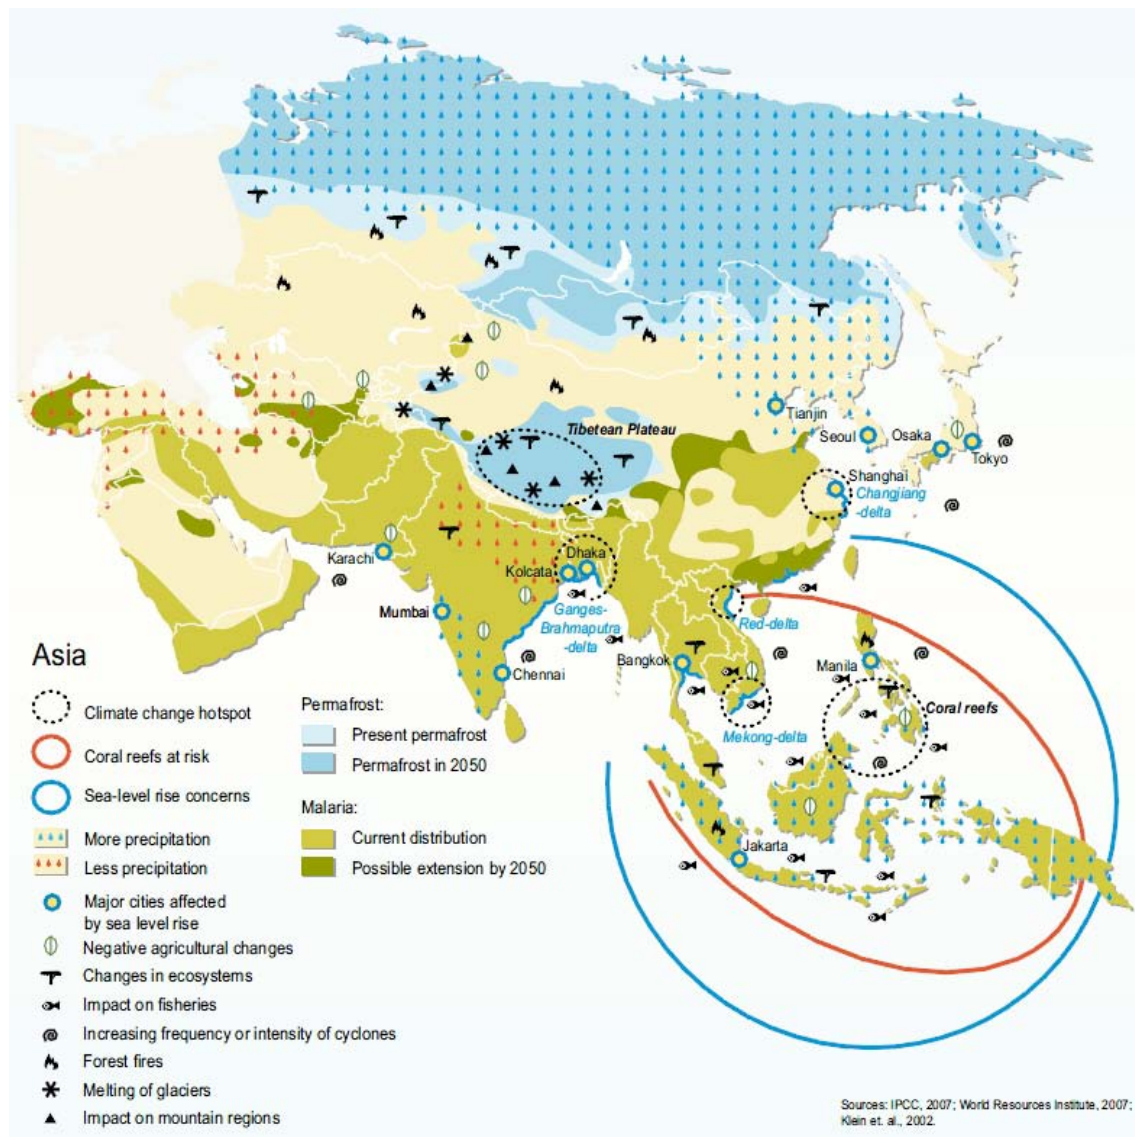 Tibetean Plateau
Tianjin
Seoul
Osaka
Tokyo
Shanghai
Changjiang
-delta
Karachi
Dhaka
Kolcata
Mumbai
Ganges-
Brahmaputra
-delta
Red-delta
Bangkok
Manila
Chennai
Coral reefs
Mekong-delta
Jakarta
Asia
Climate change hotspot
Coral reefs at risk
Sea-level rise concerns
More precipitation
Less precipitation
Major cities affected
by sea level rise
Negative agricultural changes
Changes in ecosystems
Impact on fisheries
Increasing frequency or intensity of cyclones
Forest fires
Melting of glaciers
Impact on mountain regions
Permafrost:
Present permafrost
Permafrost in 2050
Malaria:
Current distribution
Possible extension by 2050
Sources: IPCC, 2007; World Resources Institute, 2007;
Klein et. al., 2002.